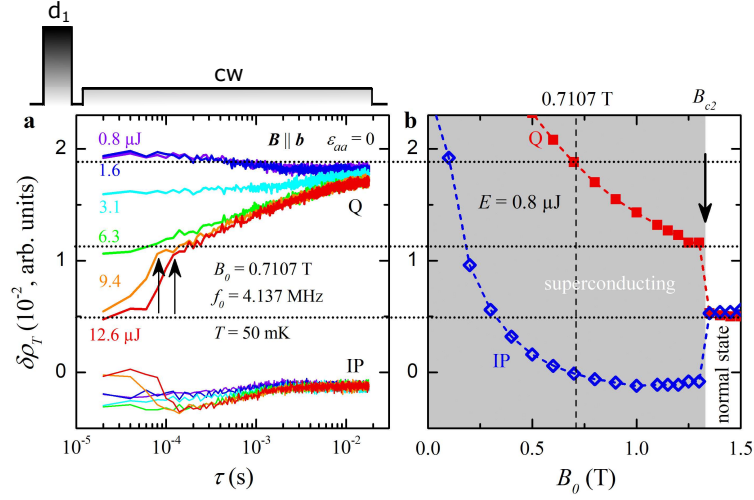 d₁
cw
a
0.8 μJ
1.6
3.1
6.3
9.4
12.6 μJ
B ∥ b
εₐₐ = 0
Q
B₀ = 0.7107 T
f₀ = 4.137 MHz
T = 50 mK
IP
δρ_T (10⁻², arb. units)
2
1
0
10⁻⁵
10⁻⁴
10⁻³
10⁻²
τ (s)
0.7107 T
B_c2
b
Q
E = 0.8 μJ
superconducting
IP
normal state
0.0
0.5
1.0
1.5
B₀ (T)